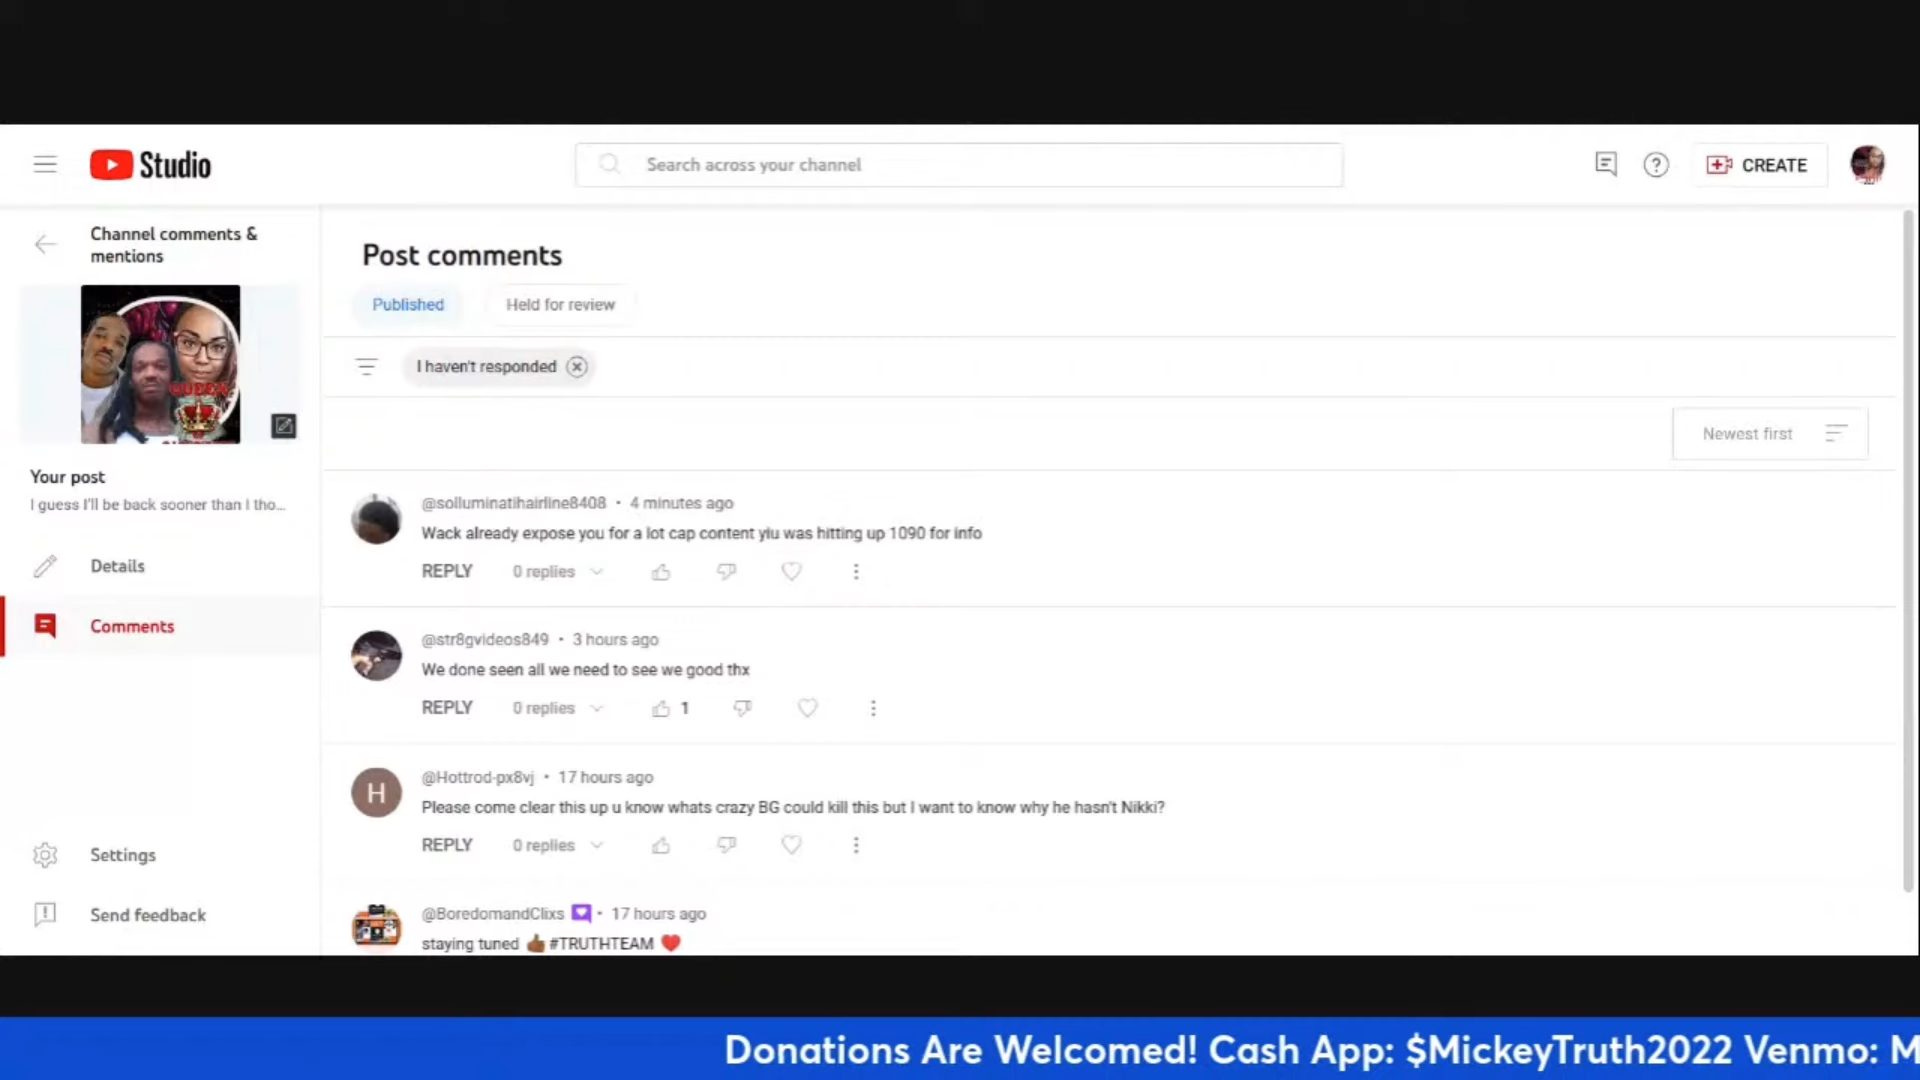 Studio
Search across your channel
CREATE
Channel comments &
mentions
QUEEN
Your post
I guess I'll be back sooner than I tho...
Details
Comments
Settings
Send feedback
Post comments
Published
Held for review
I haven't responded
Newest first
@solluminatihairline8408 • 4 minutes ago
Wack already expose you for a lot cap content yiu was hitting up 1090 for info
REPLY 0 replies
@str8gvideos849 • 3 hours ago
We done seen all we need to see we good thx
REPLY 0 replies 1
H
@Hottrod-px8vj • 17 hours ago
Please come clear this up u know whats crazy BG could kill this but I want to know why he hasn't Nikki?
REPLY 0 replies
@BoredomandClixs • 17 hours ago
staying tuned 👍🏾 #TRUTHTEAM ❤️
Donations Are Welcomed! Cash App: $MickeyTruth2022 Venmo: M